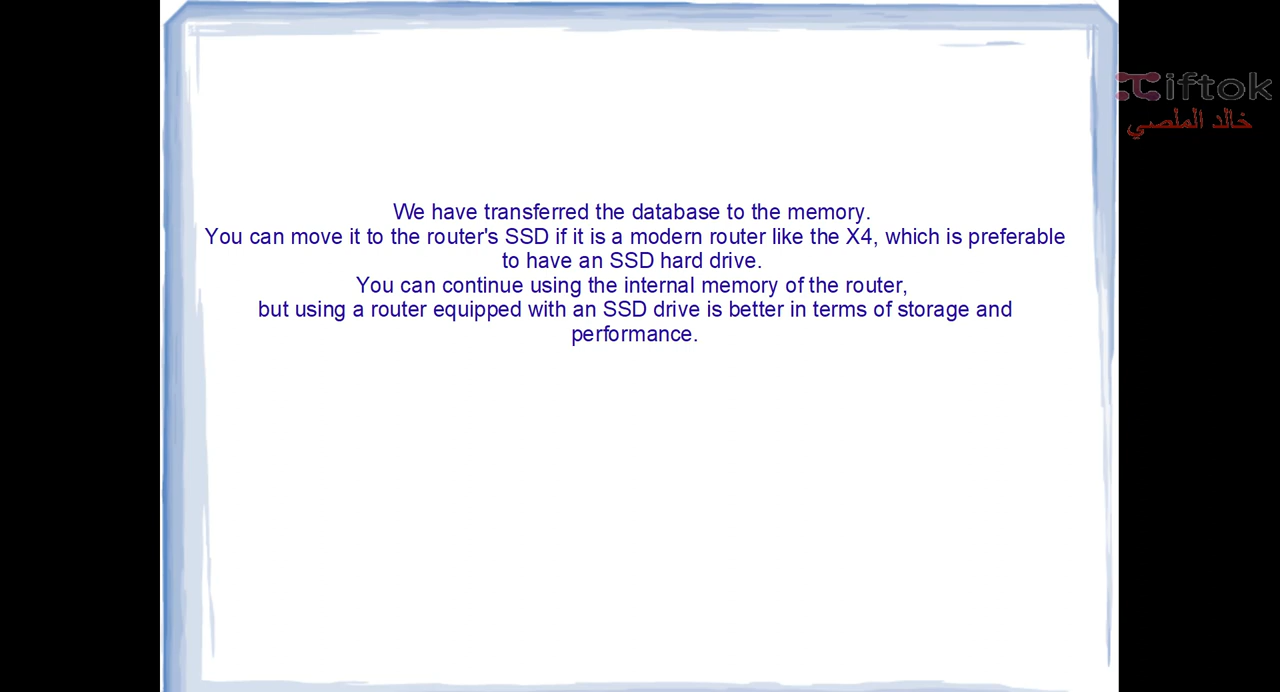 iftok
خالد الملصي
We have transferred the database to the memory.
You can move it to the router's SSD if it is a modern router like the X4, which is preferable
to have an SSD hard drive.
You can continue using the internal memory of the router,
but using a router equipped with an SSD drive is better in terms of storage and
performance.